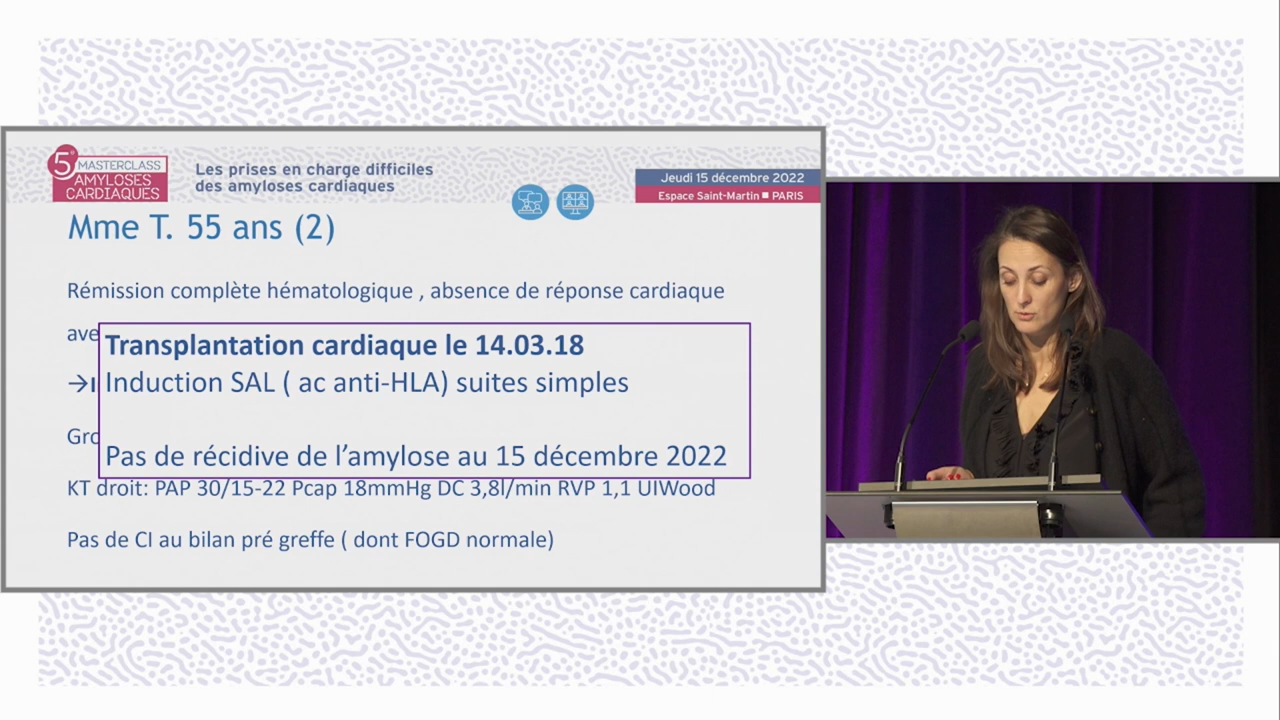 5e MASTERCLASS
AMYLOSES
CARDIAQUES
Les prises en charge difficiles
des amyloses cardiaques
Jeudi 15 décembre 2022
Espace Saint-Martin ■ PARIS
Mme T. 55 ans (2)
Rémission complète hématologique , absence de réponse cardiaque
Transplantation cardiaque le 14.03.18
Induction SAL ( ac anti-HLA) suites simples
Pas de récidive de l’amylose au 15 décembre 2022
KT droit: PAP 30/15-22 Pcap 18mmHg DC 3,8l/min RVP 1,1 UIWood
Pas de CI au bilan pré greffe ( dont FOGD normale)